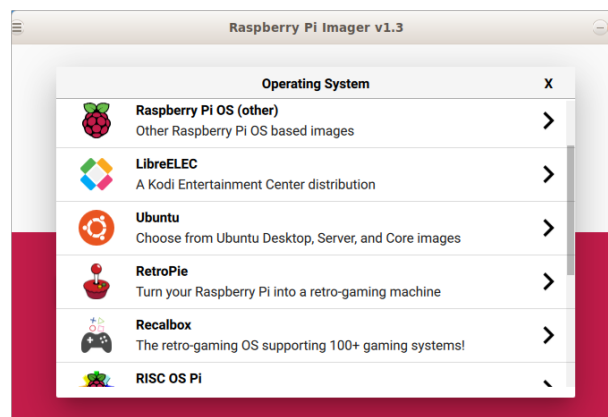 Raspberry Pi Imager v1.3
Operating System X
Raspberry Pi OS (other)
Other Raspberry Pi OS based images
LibreELEC
A Kodi Entertainment Center distribution
Ubuntu
Choose from Ubuntu Desktop, Server, and Core images
RetroPie
Turn your Raspberry Pi into a retro-gaming machine
Recalbox
The retro-gaming OS supporting 100+ gaming systems!
RISC OS Pi